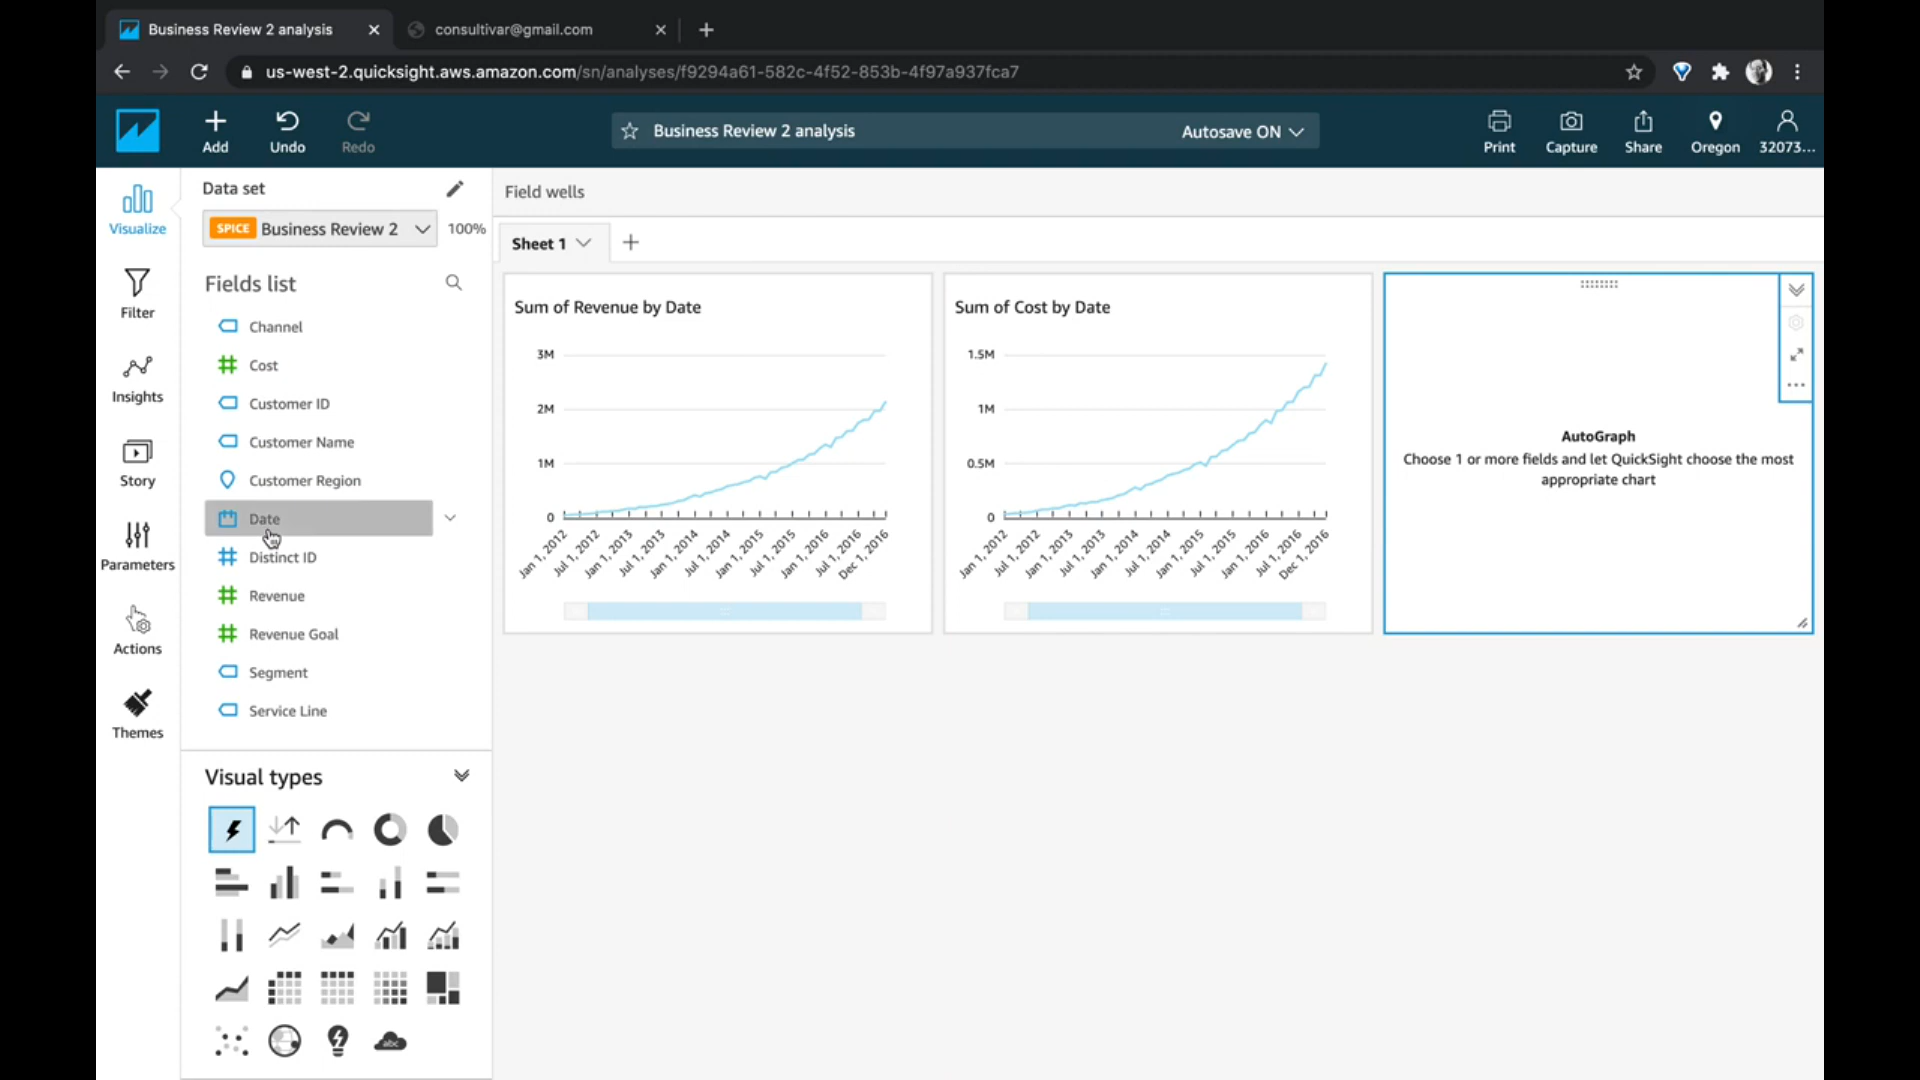 Business Review 2 analysis
consultivar@gmail.com
us-west-2.quicksight.aws.amazon.com/sn/analyses/f9294a61-582c-4f52-853b-4f97a937fca7
Add
Undo
Redo
Business Review 2 analysis
Autosave ON
Print
Capture
Share
Oregon
32073...
Visualize
Filter
Insights
Story
Parameters
Actions
Themes
Data set
SPICE Business Review 2
100%
Fields list
Channel
Cost
Customer ID
Customer Name
Customer Region
Date
Distinct ID
Revenue
Revenue Goal
Segment
Service Line
Visual types
abc
Field wells
Sheet 1
Sum of Revenue by Date
3M
2M
1M
0
Jan 1, 2012
Jul 1, 2012
Jan 1, 2013
Jul 1, 2013
Jan 1, 2014
Jul 1, 2014
Jan 1, 2015
Jul 1, 2015
Jan 1, 2016
Jul 1, 2016
Dec 1, 2016
Sum of Cost by Date
1.5M
1M
0.5M
0
Jan 1, 2012
Jul 1, 2012
Jan 1, 2013
Jul 1, 2013
Jan 1, 2014
Jul 1, 2014
Jan 1, 2015
Jul 1, 2015
Jan 1, 2016
Jul 1, 2016
Dec 1, 2016
AutoGraph
Choose 1 or more fields and let QuickSight choose the most
appropriate chart